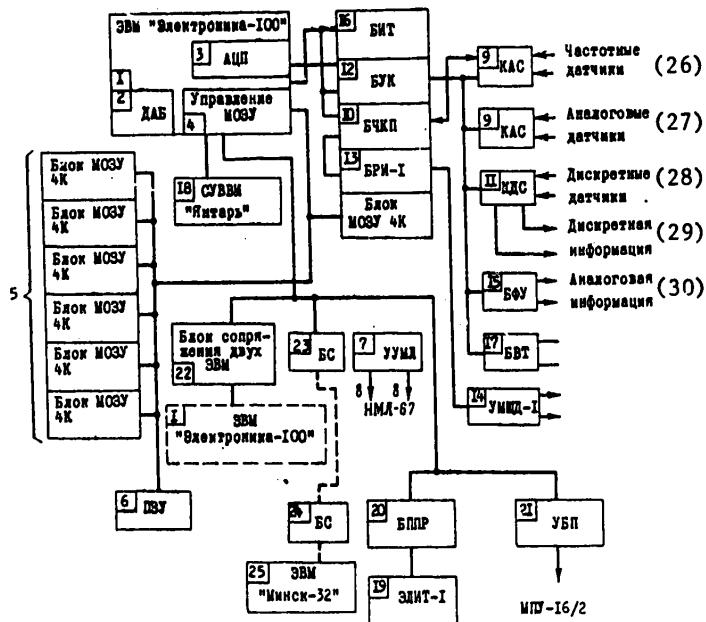 ЭВМ "Электроника-100"
3
АЦП
1
2
ДАБ
Управление
МОЗУ
4
18
СУВВИ
"Янтарь"
5
Блок МОЗУ
4К
Блок МОЗУ
4К
Блок МОЗУ
4К
Блок МОЗУ
4К
Блок МОЗУ
4К
Блок МОЗУ
4К
6
ПЗУ
16
БИТ
12
БУК
10
БЧКП
13
БРИ-I
Блок
МОЗУ 4К
9
КАС
Частотные
датчики
(26)
9
КАС
Аналоговые
датчики
(27)
11
КДС
Дискретные
датчики
(28)
Дискретная
информация
(29)
15
БФУ
Аналоговая
информация
(30)
17
БВТ
14
УМШД-I
Блок сопря-
жения двух
ЭВМ
22
23
БС
7
УУМЛ
8
8
НМЛ-67
1
ЭВМ
"Электроника-100"
24
БС
25
ЭВМ
"Минск-32"
20
БППР
19
ЭДИТ-I
21
УБП
МПУ-16/2